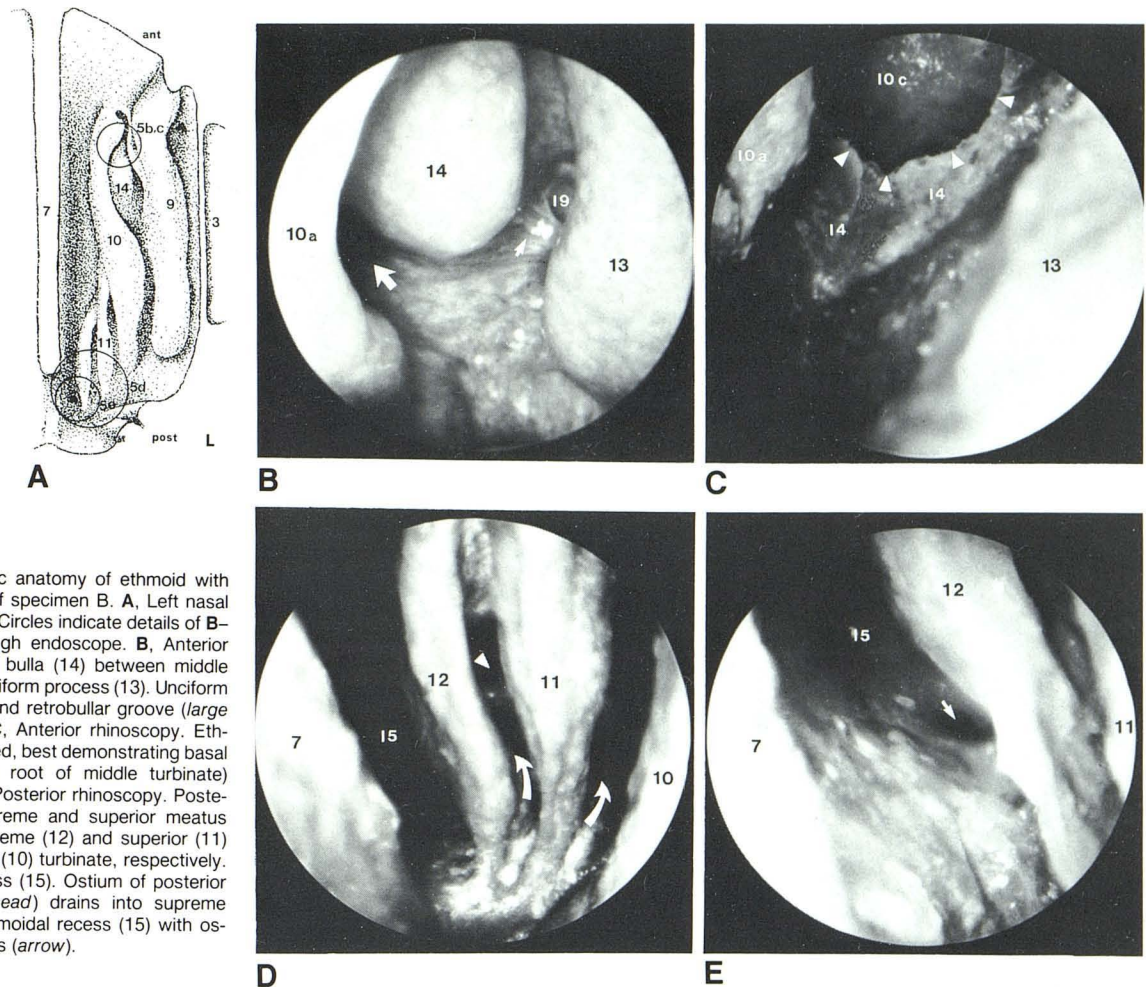 ant
5b.c
14
7
9
3
10
11
5d
5e
post
L
A
14
19
10a
13
B
10c
10a
14
14
13
C
c anatomy of ethmoid with
f specimen B. A, Left nasal
Circles indicate details of B–
gh endoscope. B, Anterior
bulla (14) between middle
iform process (13). Unciform
nd retrobullar groove (large
C, Anterior rhinoscopy. Eth-
ed, best demonstrating basal
root of middle turbinate)
Posterior rhinoscopy. Poste-
reme and superior meatus
eme (12) and superior (11)
(10) turbinate, respectively.
ss (15). Ostium of posterior
ead) drains into supreme
moidal recess (15) with os-
s (arrow).
12
11
7
15
10
D
12
15
7
11
E